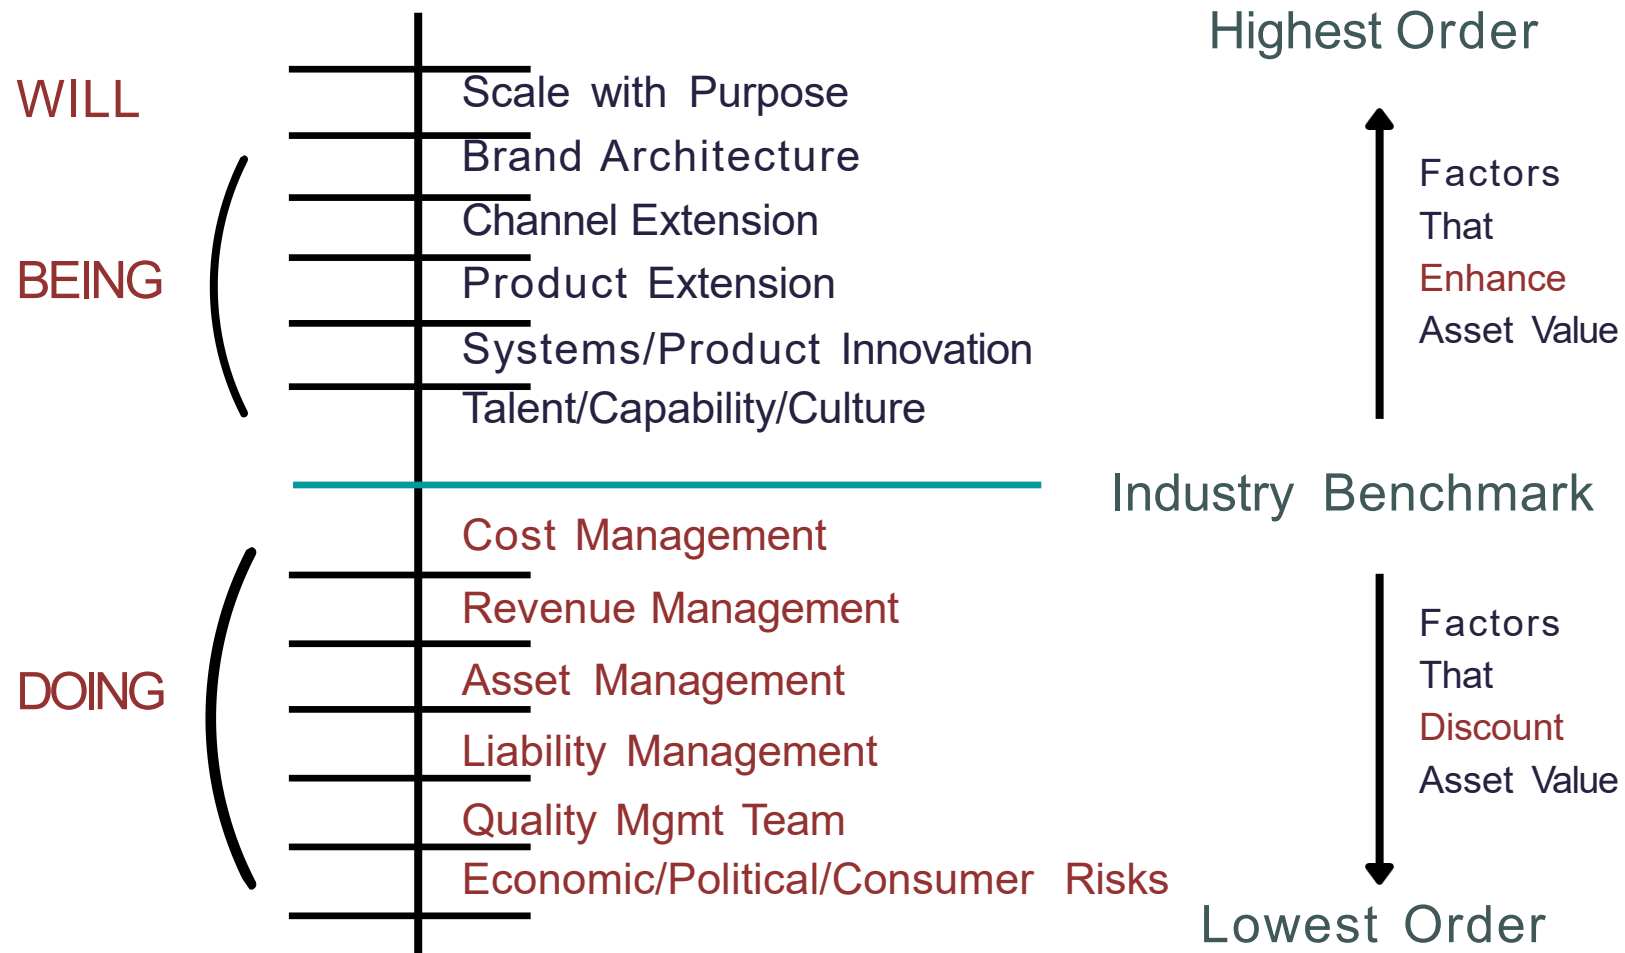 Highest Order
WILL
Scale with Purpose
Brand Architecture
Channel Extension
BEING
Product Extension
Systems/Product Innovation
Talent/Capability/Culture
Factors
That
Enhance
Asset Value
Industry Benchmark
Cost Management
Revenue Management
DOING
Asset Management
Liability Management
Quality Mgmt Team
Economic/Political/Consumer Risks
Factors
That
Discount
Asset Value
Lowest Order